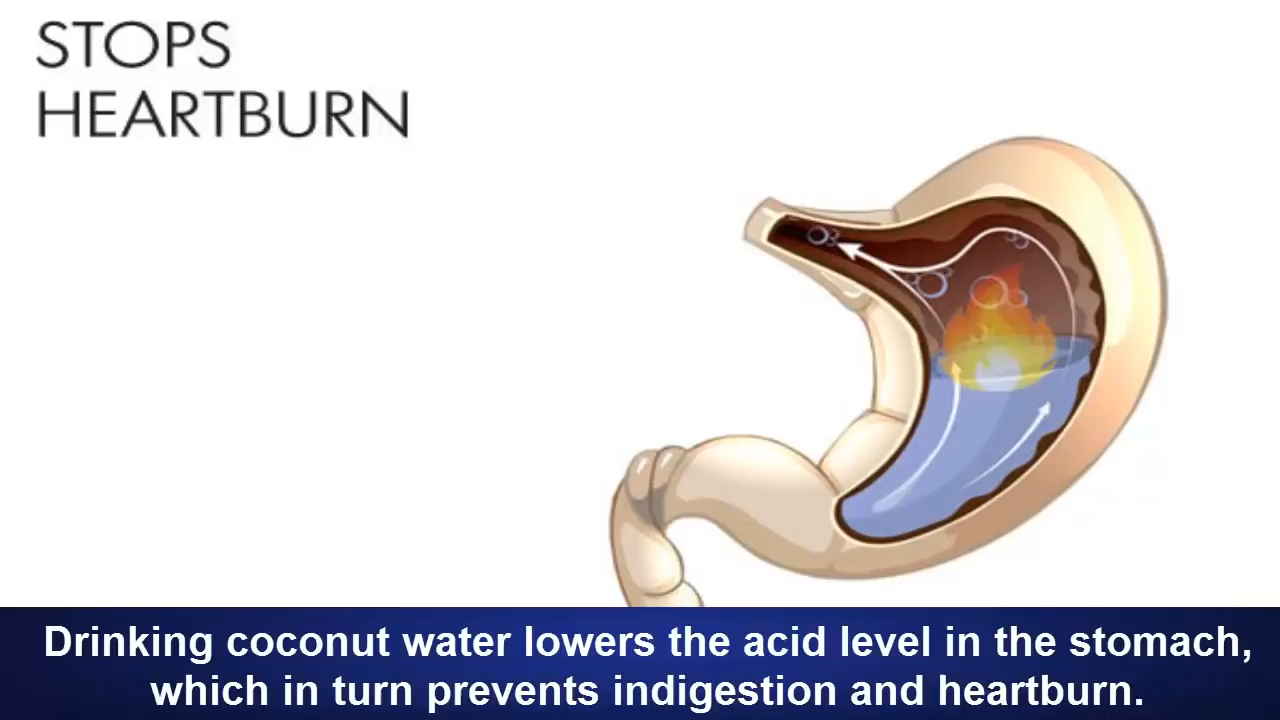 STOPS
HEARTBURN
Drinking coconut water lowers the acid level in the stomach,
which in turn prevents indigestion and heartburn.